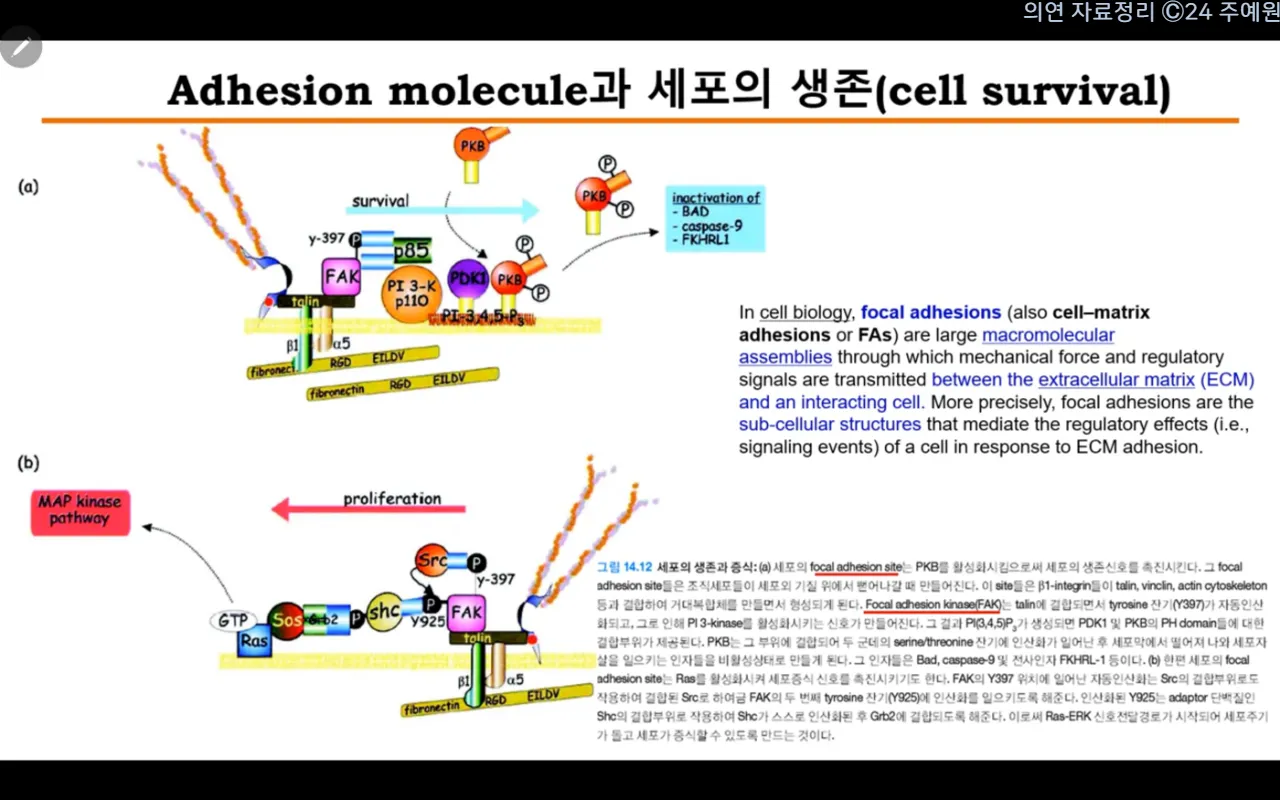 의연 자료정리 ©24 주예원
Adhesion molecule과 세포의 생존(cell survival)
(a)
PKB
survival
P
PKB
P
inactivation of
- BAD
- caspase-9
- FKHRL1
y-397
P
p85
FAK
PI 3-K
p110
PDK1
P
PKB
P
talin
PI-3,4,5-P3
β1
α5
fibronectin
RGD
EILDV
fibronectin
RGD
EILDV
In cell biology, focal adhesions (also cell–matrix
adhesions or FAs) are large macromolecular
assemblies through which mechanical force and regulatory
signals are transmitted between the extracellular matrix (ECM)
and an interacting cell. More precisely, focal adhesions are the
sub-cellular structures that mediate the regulatory effects (i.e.,
signaling events) of a cell in response to ECM adhesion.
(b)
MAP kinase
pathway
proliferation
Src
P
y-397
GTP
Ras
Sos
Grb2
P
shc
P
Y925
FAK
talin
β1
α5
fibronectin
RGD
EILDV
그림 14.12 세포의 생존과 증식: (a) 세포의 focal adhesion site는 PKB를 활성화시킴으로써 세포의 생존신호를 촉진시킨다. 그 focal
adhesion site들은 조직세포들이 세포의 기질 위에서 뻗어나갈 때 만들어진다. 이 site들은 β1-integrin들이 talin, vinclin, actin cytoskeleton
등과 결합하여 거대복합체를 만들면서 형성되게 된다. Focal adhesion kinase(FAK)는 talin에 결합되면서 tyrosine 잔기(Y397)가 자동인산
화되고, 그로 인해 PI 3-kinase를 활성화시키는 신호가 만들어진다. 그 결과 PI(3,4,5)P3가 생성되면 PDK1 및 PKB의 PH domain들에 대한
결합부위가 제공된다. PKB는 그 부위에 결합되어 두 군데의 serine/threonine 잔기에 인산화가 일어난 후 세포막에서 떨어져 나와 세포자
살을 일으키는 인자들을 비활성상태로 만들게 된다. 그 인자들은 Bad, caspase-9 및 전사인자 FKHRL-1 등이다. (b) 한편 세포의 focal
adhesion site는 Ras를 활성화시켜 세포증식 신호를 촉진시키기도 한다. FAK의 Y397 위치에 일어난 자동인산화는 Src의 결합부위로도
작용하여 결합된 Src로 하여금 FAK의 두 번째 tyrosine 잔기(Y925)에 인산화를 일으키도록 해준다. 인산화된 Y925는 adaptor 단백질인
Shc의 결합부위로 작용하여 Shc가 스스로 인산화된 후 Grb2에 결합되도록 해준다. 이로써 Ras-ERK 신호전달경로가 시작되어 세포주기
가 돌고 세포가 증식할 수 있도록 만드는 것이다.